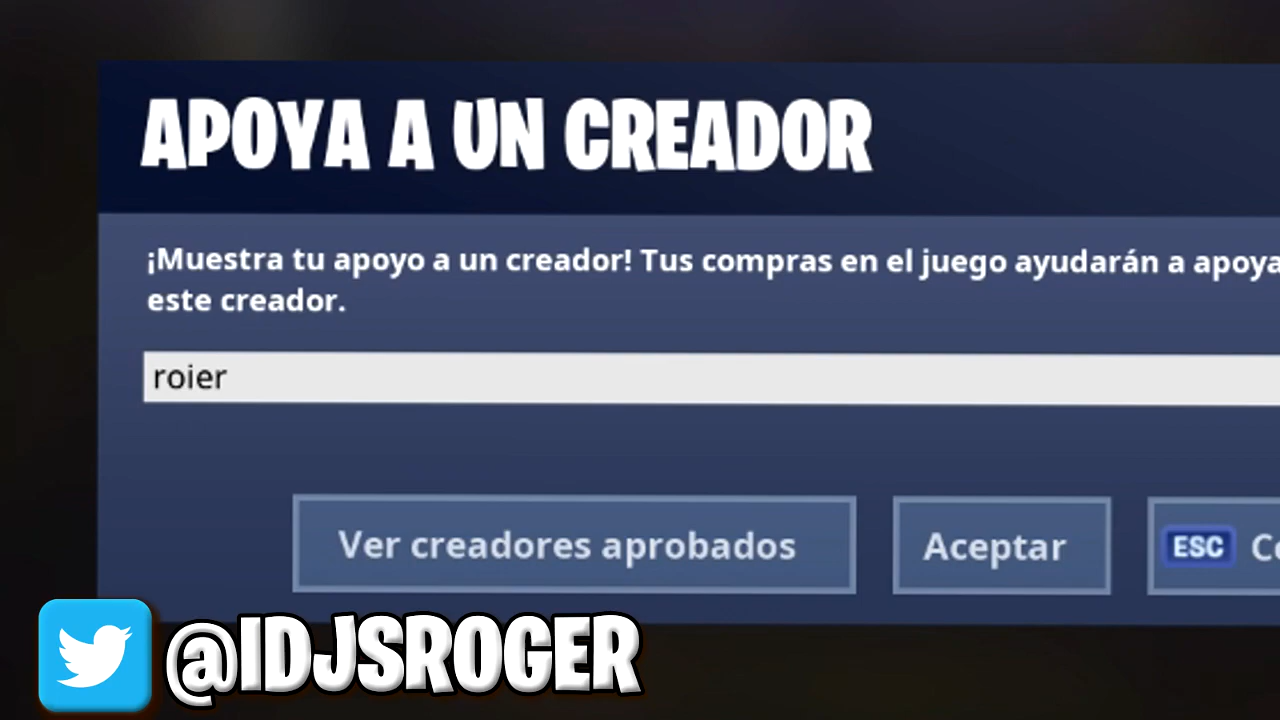 APOYA A UN CREADOR
¡Muestra tu apoyo a un creador! Tus compras en el juego ayudarán a apoya
este creador.
roier
Ver creadores aprobados
Aceptar
ESC Ce
@IDJSROGER